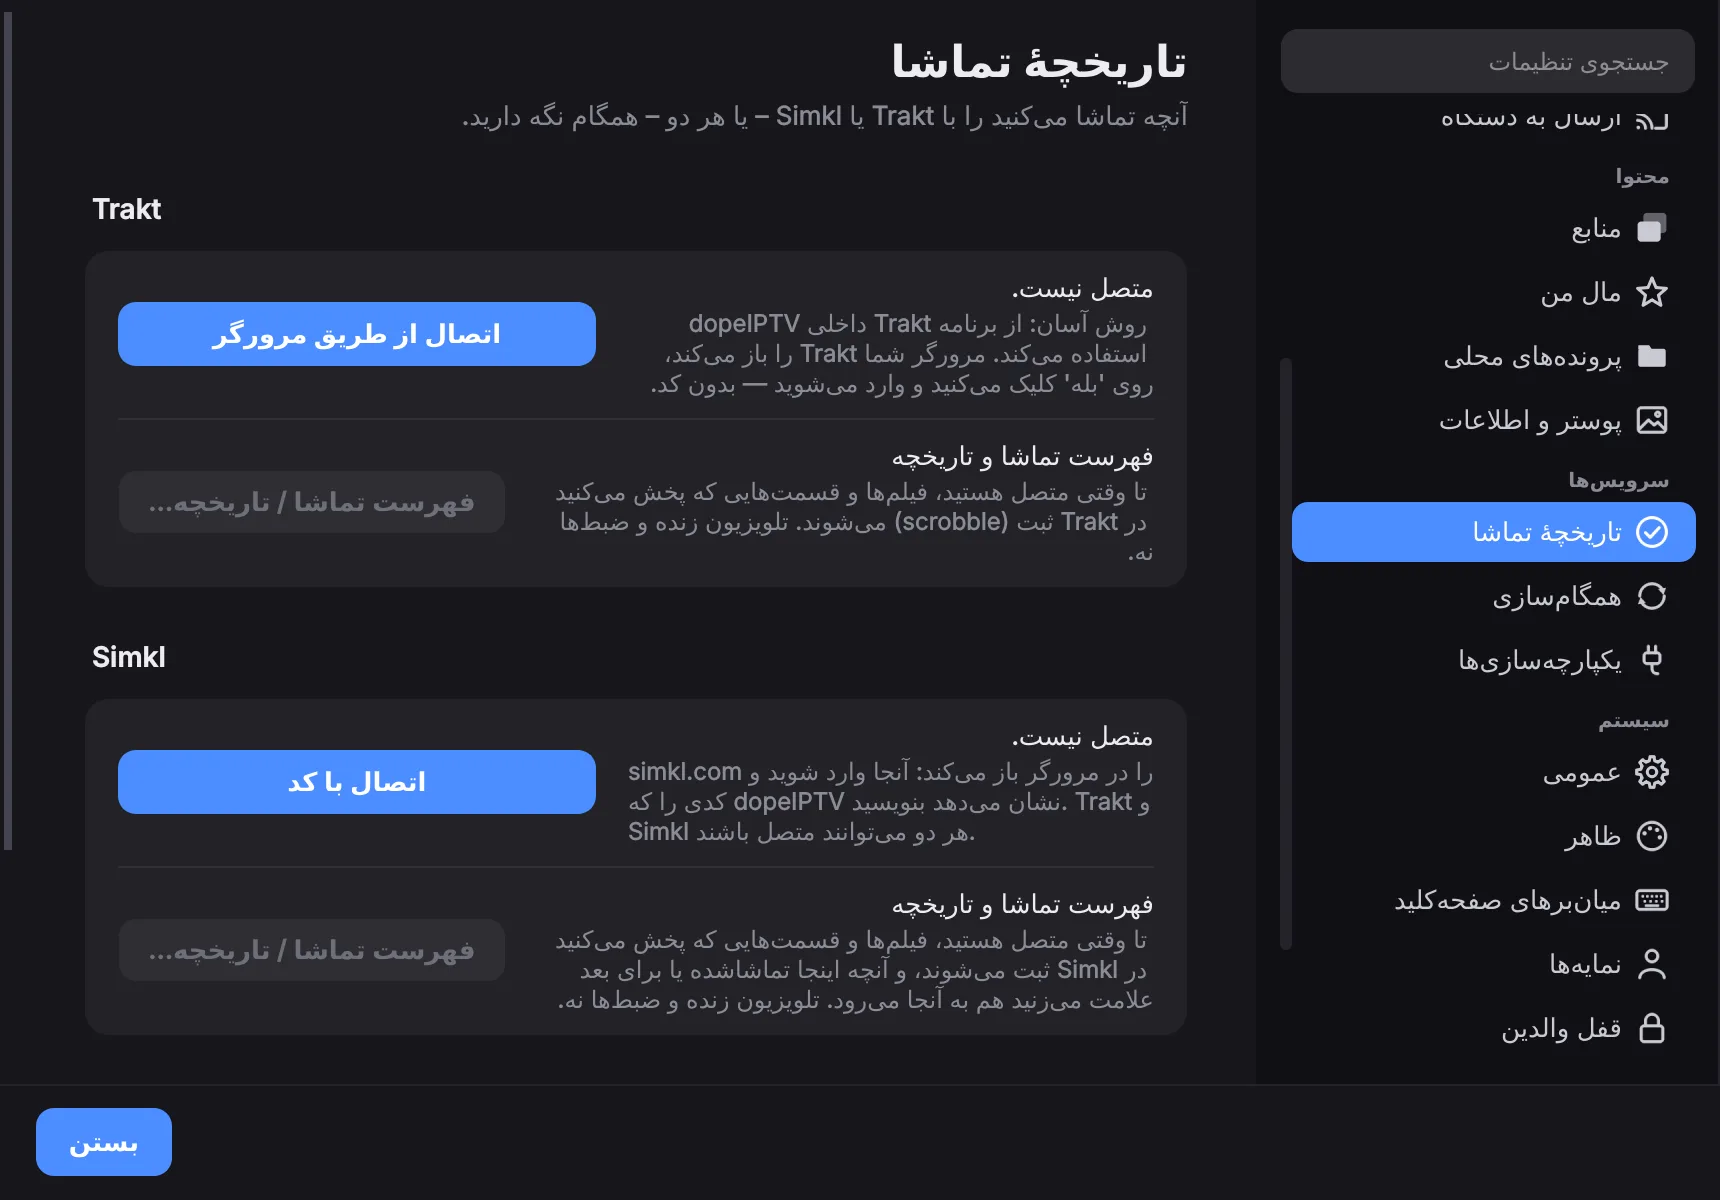 جستجوی تنظیمات
ارسال به دستگاه
محتوا
منابع
مال من
پرونده‌های محلی
پوستر و اطلاعات
سرویس‌ها
تاریخچهٔ تماشا
همگام‌سازی
یکپارچه‌سازی‌ها
سیستم
عمومی
ظاهر
میان‌برهای صفحه‌کلید
نمایه‌ها
قفل والدین
تاریخچهٔ تماشا
آنچه تماشا می‌کنید را با Trakt یا Simkl – یا هر دو – همگام نگه دارید.
Trakt
متصل نیست.
روش آسان: از برنامه Trakt داخلی dopeIPTV
استفاده می‌کند. مرورگر شما Trakt را باز می‌کند،
روی 'بله' کلیک می‌کنید و وارد می‌شوید — بدون کد.
اتصال از طریق مرورگر
فهرست تماشا و تاریخچه
تا وقتی متصل هستید، فیلم‌ها و قسمت‌هایی که پخش می‌کنید
در Trakt ثبت (scrobble) می‌شوند. تلویزیون زنده و ضبط‌ها
نه.
فهرست تماشا / تاریخچه...
Simkl
متصل نیست.
simkl.com را در مرورگر باز می‌کند: آنجا وارد شوید و
کدی را که dopeIPTV نشان می‌دهد بنویسید. Trakt و
Simkl هر دو می‌توانند متصل باشند.
اتصال با کد
فهرست تماشا و تاریخچه
تا وقتی متصل هستید، فیلم‌ها و قسمت‌هایی که پخش می‌کنید
در Simkl ثبت می‌شوند، و آنچه اینجا تماشاشده یا برای بعد
علامت می‌زنید هم به آنجا می‌رود. تلویزیون زنده و ضبط‌ها نه.
فهرست تماشا / تاریخچه...
بستن